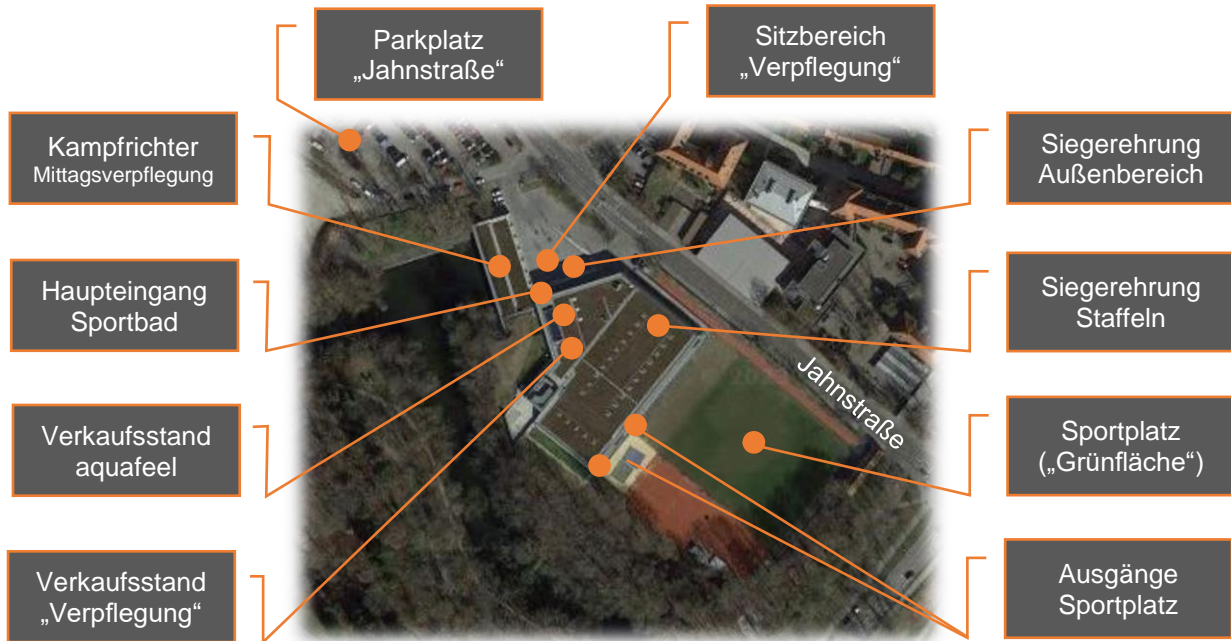 Parkplatz
„Jahnstraße“
Sitzbereich
„Verpflegung“
Kampfrichter
Mittagsverpflegung
Siegerehrung
Außenbereich
Haupteingang
Sportbad
Siegerehrung
Staffeln
Jahnstraße
Verkaufsstand
aquafeel
Sportplatz
(„Grünfläche“)
Verkaufsstand
„Verpflegung“
Ausgänge
Sportplatz